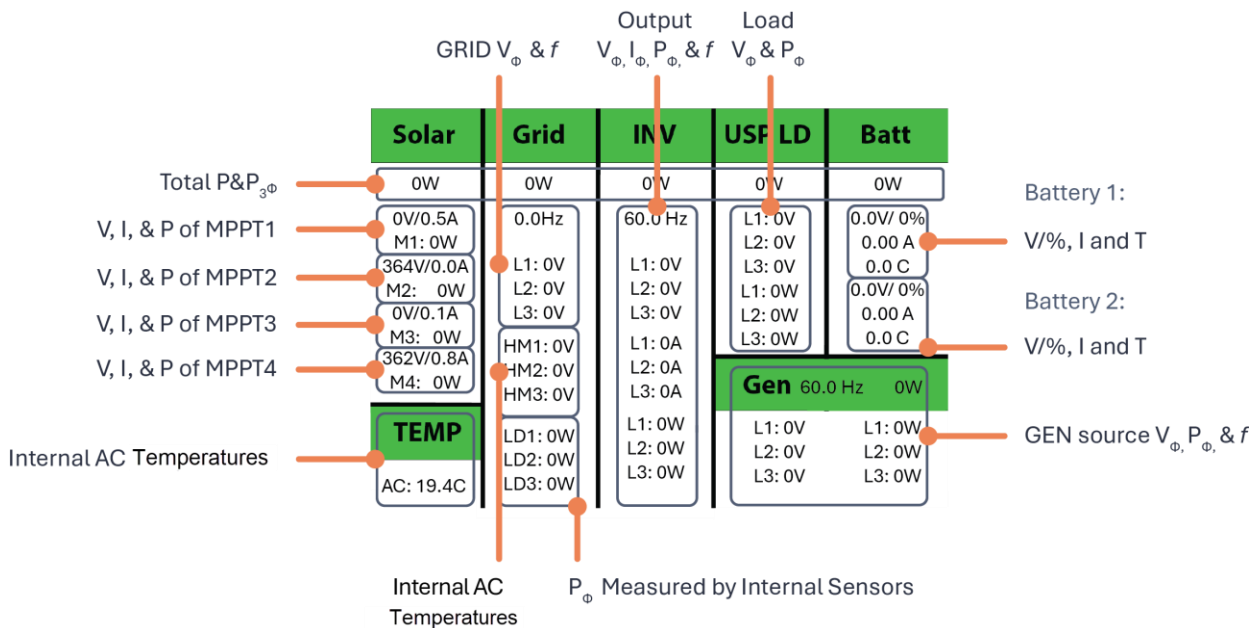 Output
Load
GRID VΦ & f
VΦ, IΦ, PΦ, & f
VΦ & PΦ
Solar
Grid
INV
USP LD
Batt
Total P&P3Φ
0W
0W
0W
0W
0W
V, I, & P of MPPT1
0V/0.5A
M1: 0W
V, I, & P of MPPT2
364V/0.0A
M2: 0W
V, I, & P of MPPT3
0V/0.1A
M3: 0W
V, I, & P of MPPT4
362V/0.8A
M4: 0W
TEMP
Internal AC Temperatures
AC: 19.4C
0.0Hz
L1: 0V
L2: 0V
L3: 0V
HM1: 0V
HM2: 0V
HM3: 0V
LD1: 0W
LD2: 0W
LD3: 0W
60.0 Hz
L1: 0V
L2: 0V
L3: 0V
L1: 0A
L2: 0A
L3: 0A
L1: 0W
L2: 0W
L3: 0W
L1: 0V
L2: 0V
L3: 0V
L1: 0W
L2: 0W
L3: 0W
0.0V/ 0%
0.00 A
0.0 C
0.0V/ 0%
0.00 A
0.0 C
Battery 1:
V/%, I and T
Battery 2:
V/%, I and T
Gen 60.0 Hz 0W
L1: 0V L1: 0W
L2: 0V L2: 0W
L3: 0V L3: 0W
GEN source VΦ, PΦ, & f
Internal AC
Temperatures
PΦ Measured by Internal Sensors